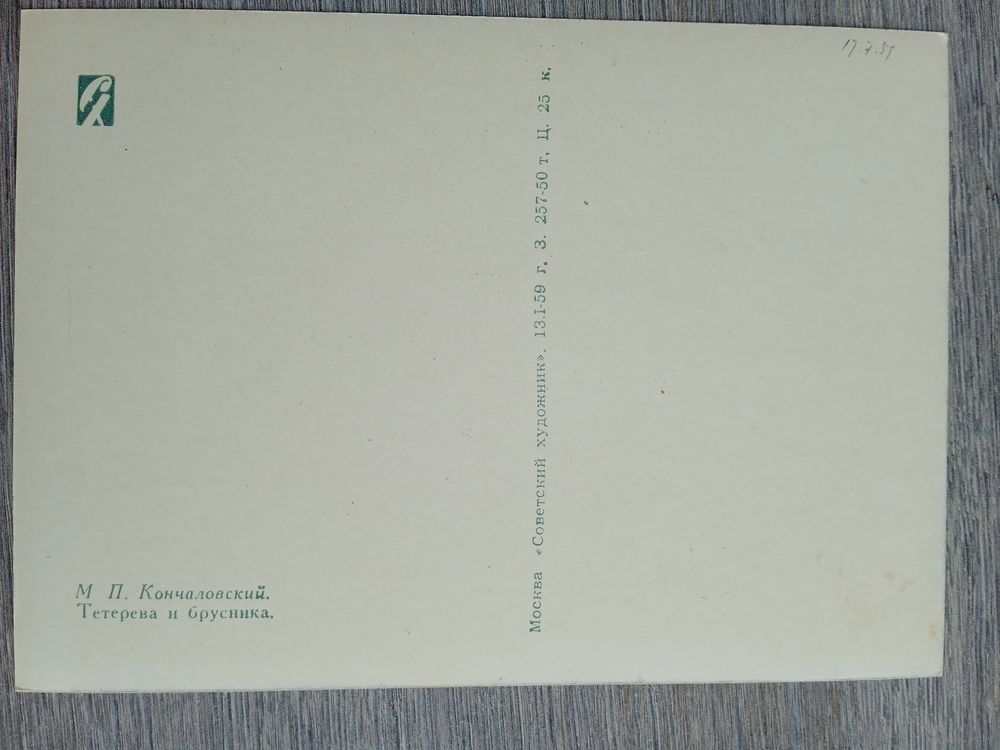 17.7.59
М П. Кончаловский.
Тетерева и брусника.
Москва «Советский художник». 13.I-59 г. З. 257-50 т, Ц. 25 к.